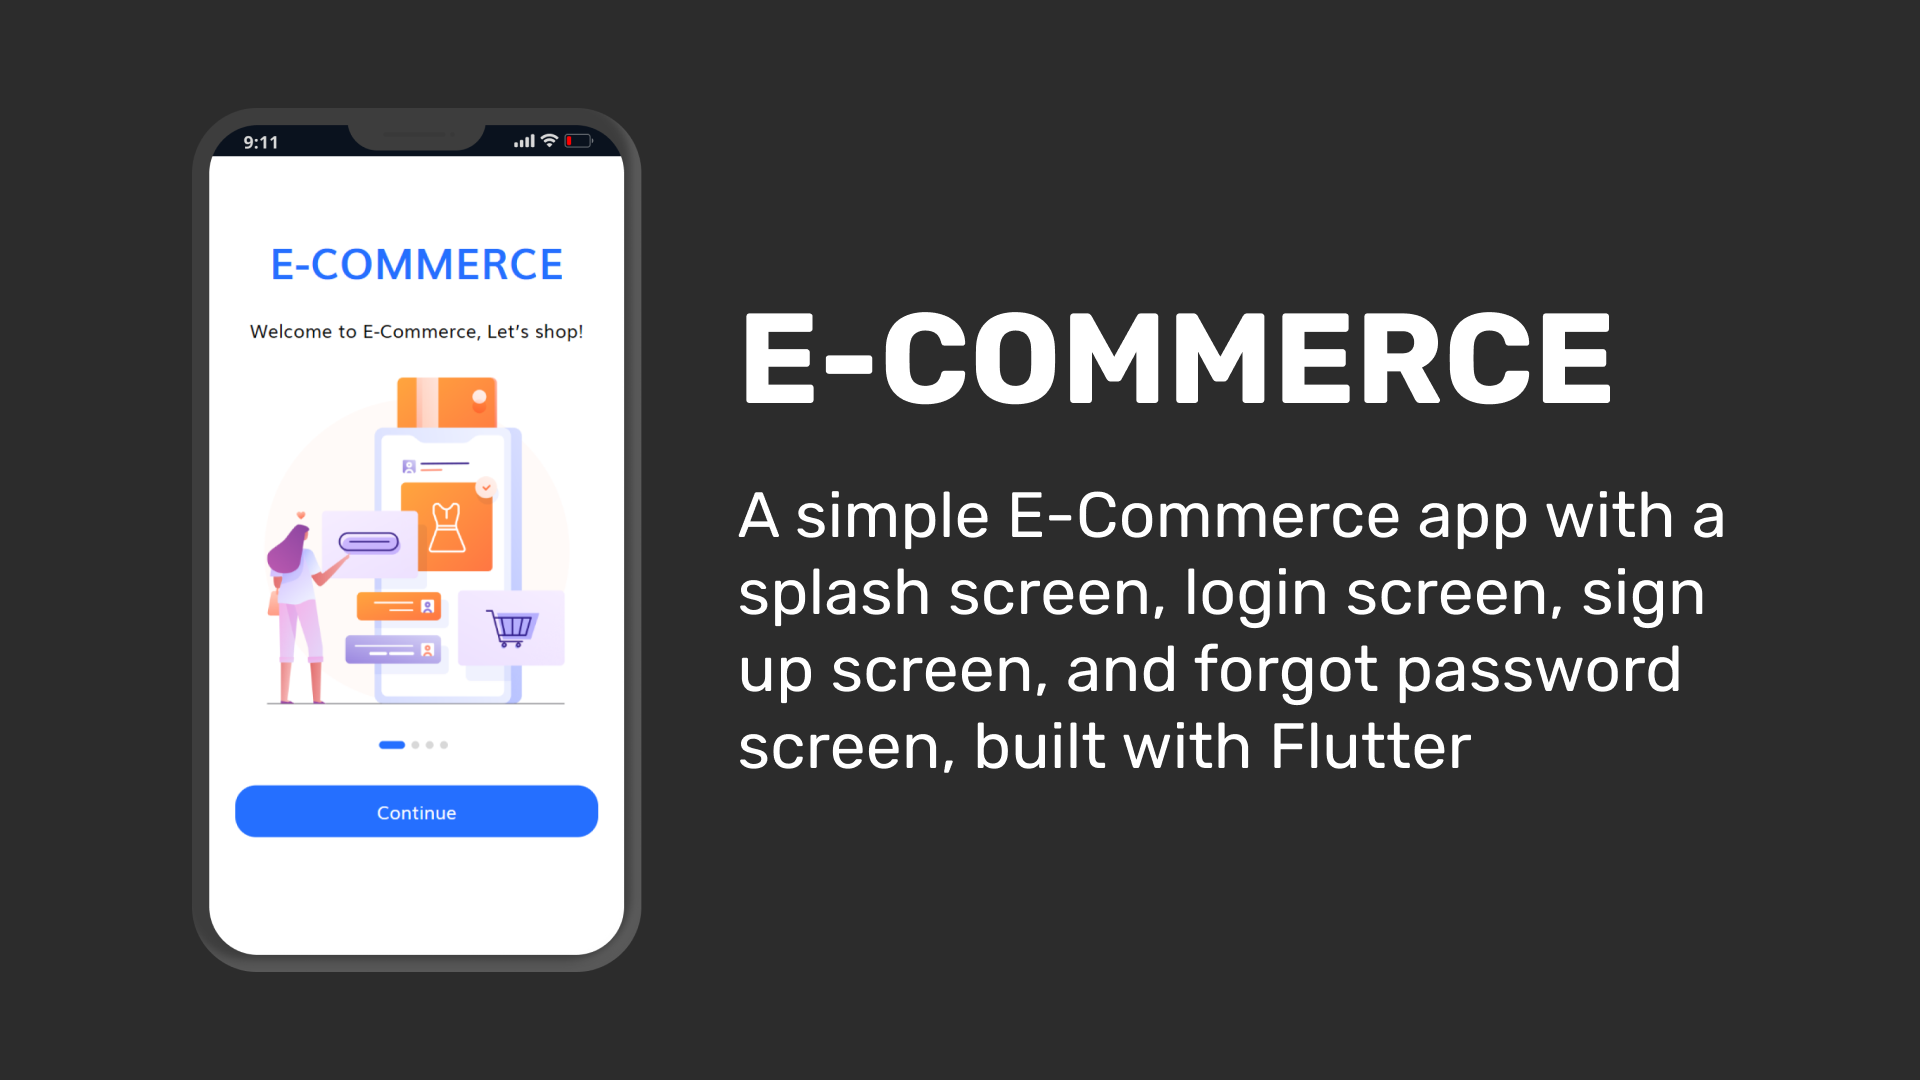 9:11
E-COMMERCE
Welcome to E-Commerce, Let's shop!
Continue
E-COMMERCE
A simple E-Commerce app with a
splash screen, login screen, sign
up screen, and forgot password
screen, built with Flutter